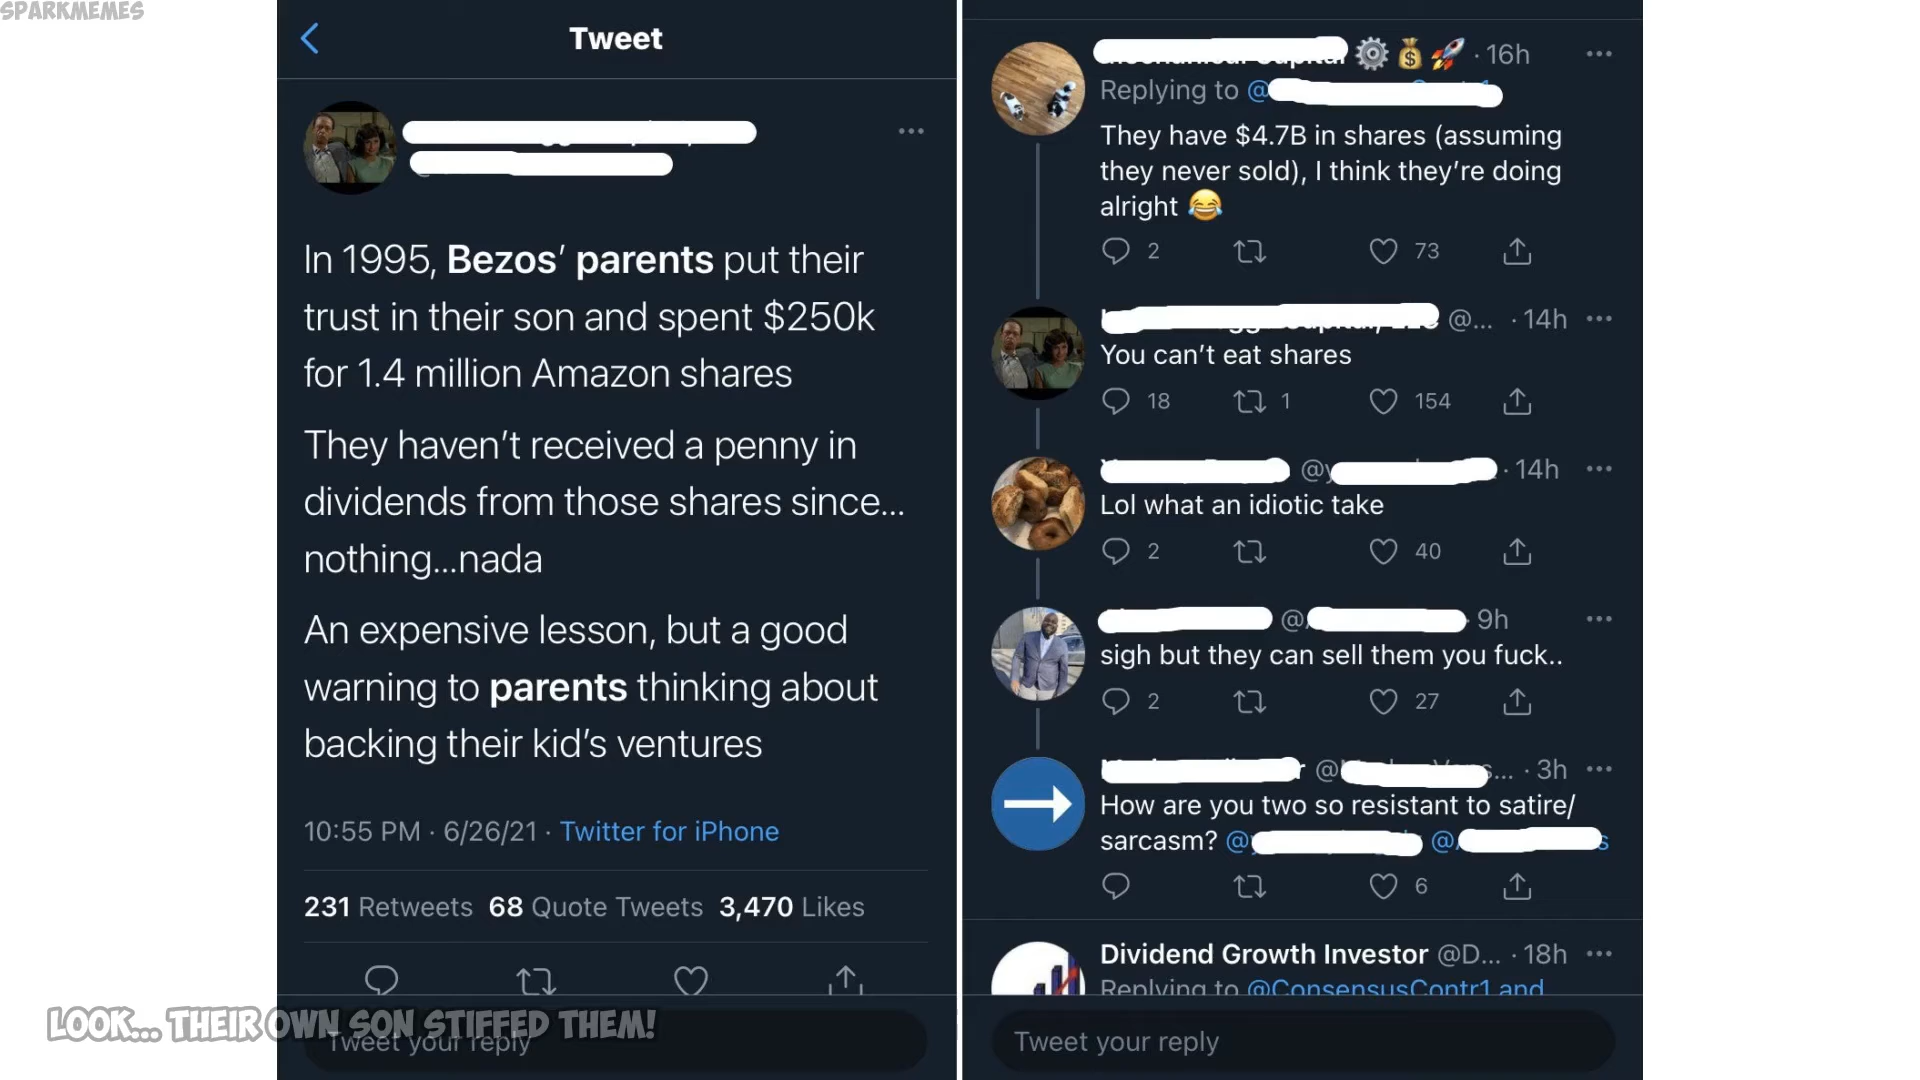 SPARKMEMES
Tweet
In 1995, Bezos’ parents put their
trust in their son and spent $250k
for 1.4 million Amazon shares
They haven’t received a penny in
dividends from those shares since...
nothing...nada
An expensive lesson, but a good
warning to parents thinking about
backing their kid’s ventures
10:55 PM · 6/26/21 · Twitter for iPhone
231 Retweets 68 Quote Tweets 3,470 Likes
LOOK... THEIR OWN SON STIFFED THEM!
Tweet your reply
· 16h
Replying to @
They have $4.7B in shares (assuming
they never sold), I think they’re doing
alright 😂
2 73
@... · 14h
You can’t eat shares
18 1 154
@y · 14h
Lol what an idiotic take
2 40
@ 9h
sigh but they can sell them you fuck..
2 27
@ ... · 3h
How are you two so resistant to satire/
sarcasm? @ @
6
Dividend Growth Investor @D... · 18h
Replying to @ConsensusContr1 and
Tweet your reply